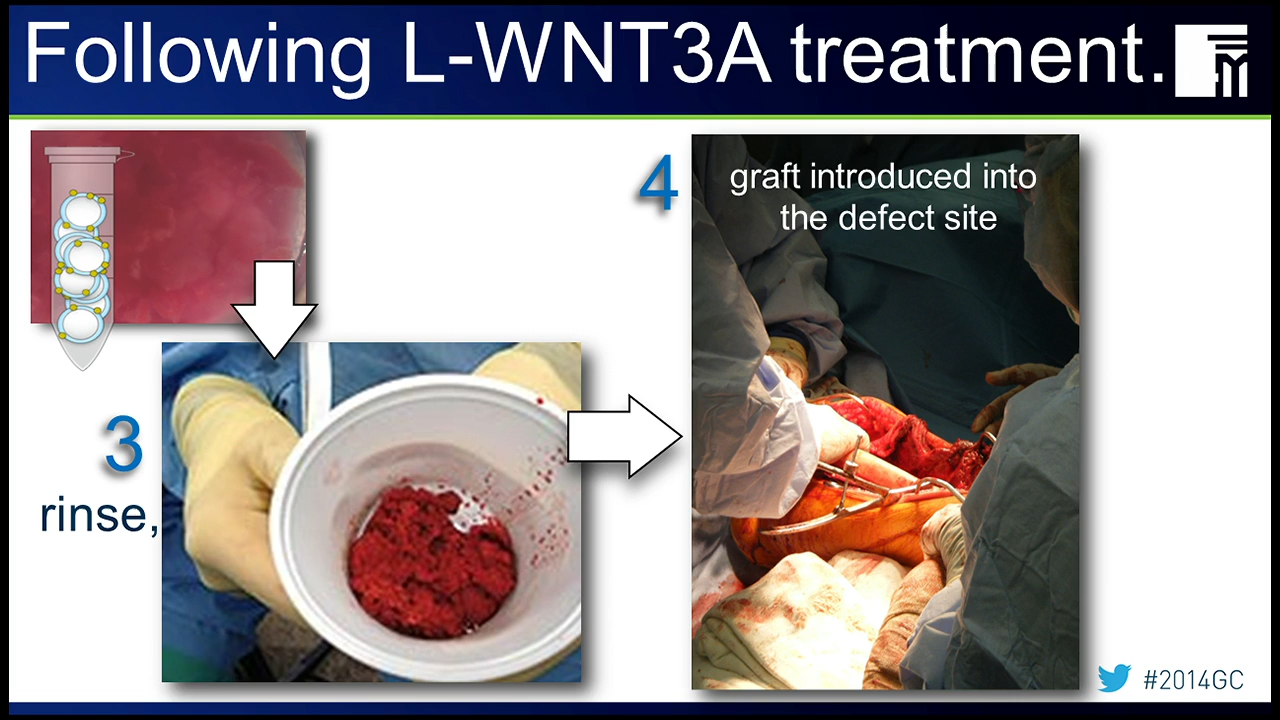 Following L-WNT3A treatment.
4
graft introduced into
the defect site
3
rinse,
#2014GC